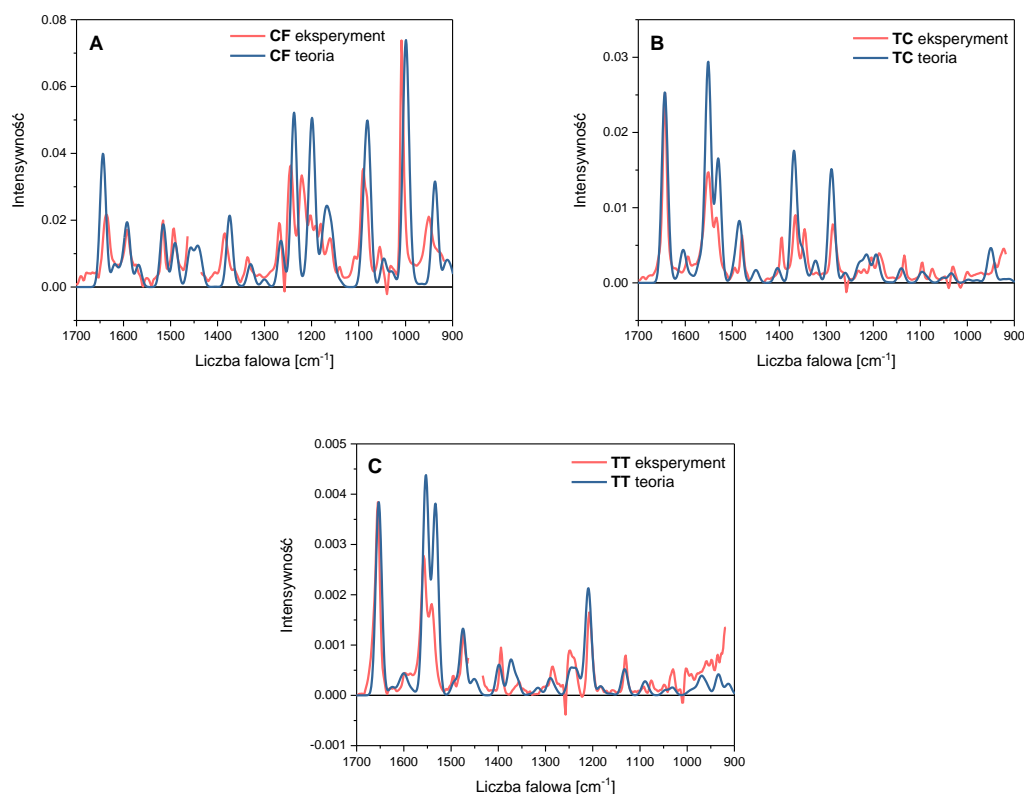 A
CF eksperyment
CF teoria
Intensywność
0.08
0.06
0.04
0.02
0.00
1700 1600 1500 1400 1300 1200 1100 1000 900
Liczba falowa [cm-1]
B
TC eksperyment
TC teoria
Intensywność
0.03
0.02
0.01
0.00
1700 1600 1500 1400 1300 1200 1100 1000 900
Liczba falowa [cm-1]
C
TT eksperyment
TT teoria
Intensywność
0.005
0.004
0.003
0.002
0.001
0.000
-0.001
1700 1600 1500 1400 1300 1200 1100 1000 900
Liczba falowa [cm-1]